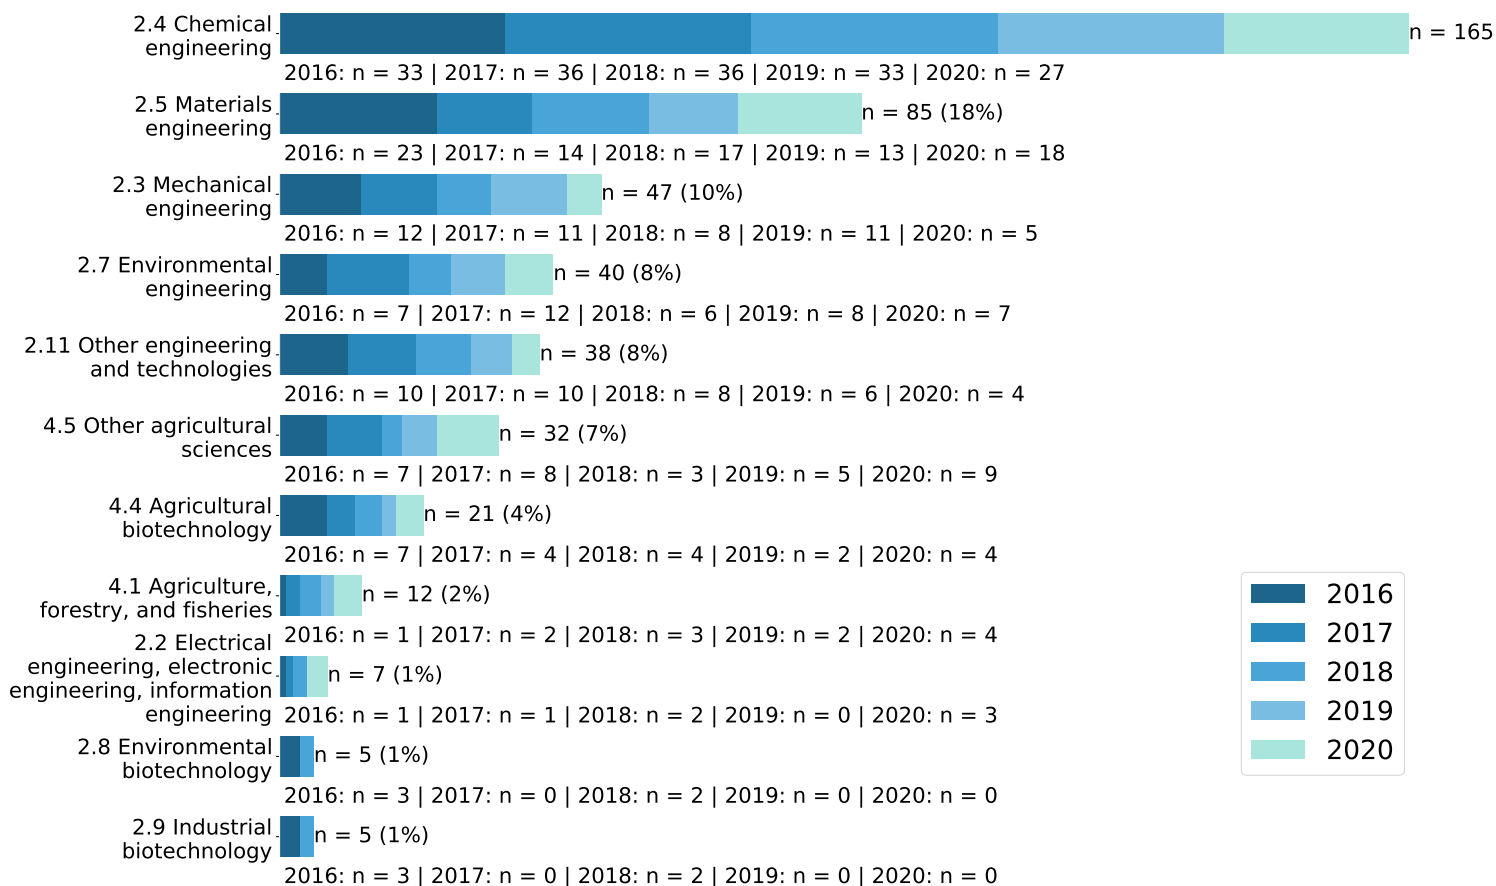 2.4 Chemical
engineering
n = 165
2016: n = 33 | 2017: n = 36 | 2018: n = 36 | 2019: n = 33 | 2020: n = 27
2.5 Materials
engineering
n = 85 (18%)
2016: n = 23 | 2017: n = 14 | 2018: n = 17 | 2019: n = 13 | 2020: n = 18
2.3 Mechanical
engineering
n = 47 (10%)
2016: n = 12 | 2017: n = 11 | 2018: n = 8 | 2019: n = 11 | 2020: n = 5
2.7 Environmental
engineering
n = 40 (8%)
2016: n = 7 | 2017: n = 12 | 2018: n = 6 | 2019: n = 8 | 2020: n = 7
2.11 Other engineering
and technologies
n = 38 (8%)
2016: n = 10 | 2017: n = 10 | 2018: n = 8 | 2019: n = 6 | 2020: n = 4
4.5 Other agricultural
sciences
n = 32 (7%)
2016: n = 7 | 2017: n = 8 | 2018: n = 3 | 2019: n = 5 | 2020: n = 9
4.4 Agricultural
biotechnology
n = 21 (4%)
2016: n = 7 | 2017: n = 4 | 2018: n = 4 | 2019: n = 2 | 2020: n = 4
4.1 Agriculture,
forestry, and fisheries
n = 12 (2%)
2016: n = 1 | 2017: n = 2 | 2018: n = 3 | 2019: n = 2 | 2020: n = 4
2.2 Electrical
engineering, electronic
engineering, information
engineering
n = 7 (1%)
2016: n = 1 | 2017: n = 1 | 2018: n = 2 | 2019: n = 0 | 2020: n = 3
2.8 Environmental
biotechnology
n = 5 (1%)
2016: n = 3 | 2017: n = 0 | 2018: n = 2 | 2019: n = 0 | 2020: n = 0
2.9 Industrial
biotechnology
n = 5 (1%)
2016: n = 3 | 2017: n = 0 | 2018: n = 2 | 2019: n = 0 | 2020: n = 0
2016
2017
2018
2019
2020